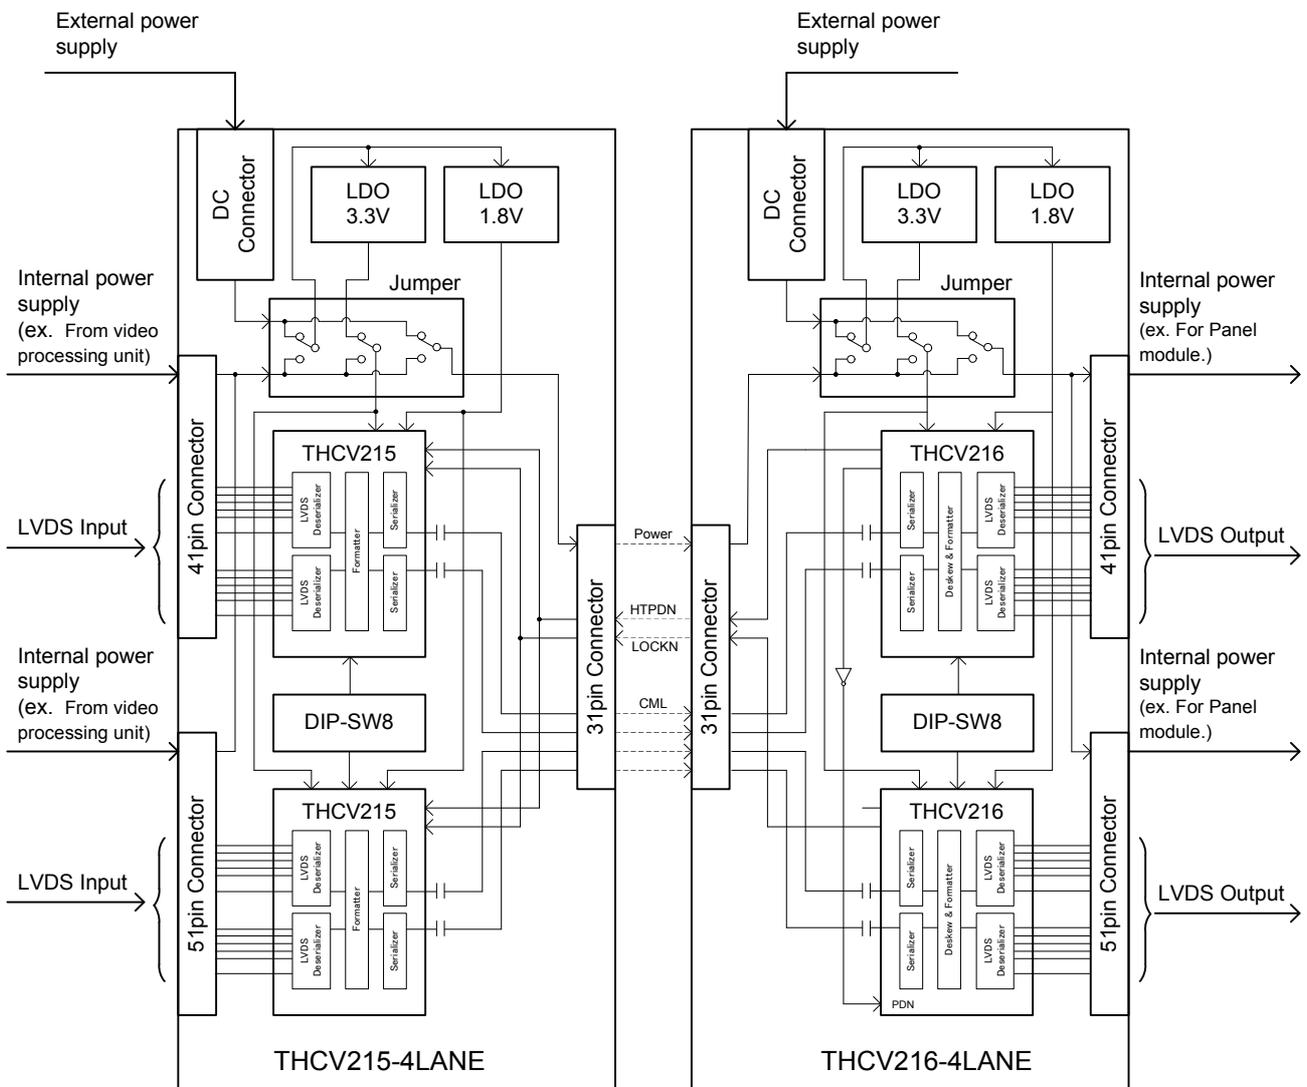 External power
supply
External power
supply
DC
Connector
LDO
3.3V
LDO
1.8V
DC
Connector
LDO
3.3V
LDO
1.8V
Internal power
supply
(ex. From video
processing unit)
Jumper
Jumper
Internal power
supply
(ex. For Panel
module.)
41pin Connector
THCV215
LVDS
Deserializer
Formatter
Serializer
LVDS
Deserializer
Serializer
LVDS Input
THCV216
Serializer
Deskew & Formatter
LVDS
Deserializer
Serializer
LVDS
Deserializer
41pin Connector
LVDS Output
31pin Connector
Power
HTPDN
LOCKN
CML
31pin Connector
Internal power
supply
(ex. From video
processing unit)
DIP-SW8
DIP-SW8
Internal power
supply
(ex. For Panel
module.)
51pin Connector
THCV215
LVDS
Deserializer
Formatter
Serializer
LVDS
Deserializer
Serializer
LVDS Input
THCV216
Serializer
Deskew & Formatter
LVDS
Deserializer
Serializer
LVDS
Deserializer
PDN
51pin Connector
LVDS Output
THCV215-4LANE
THCV216-4LANE